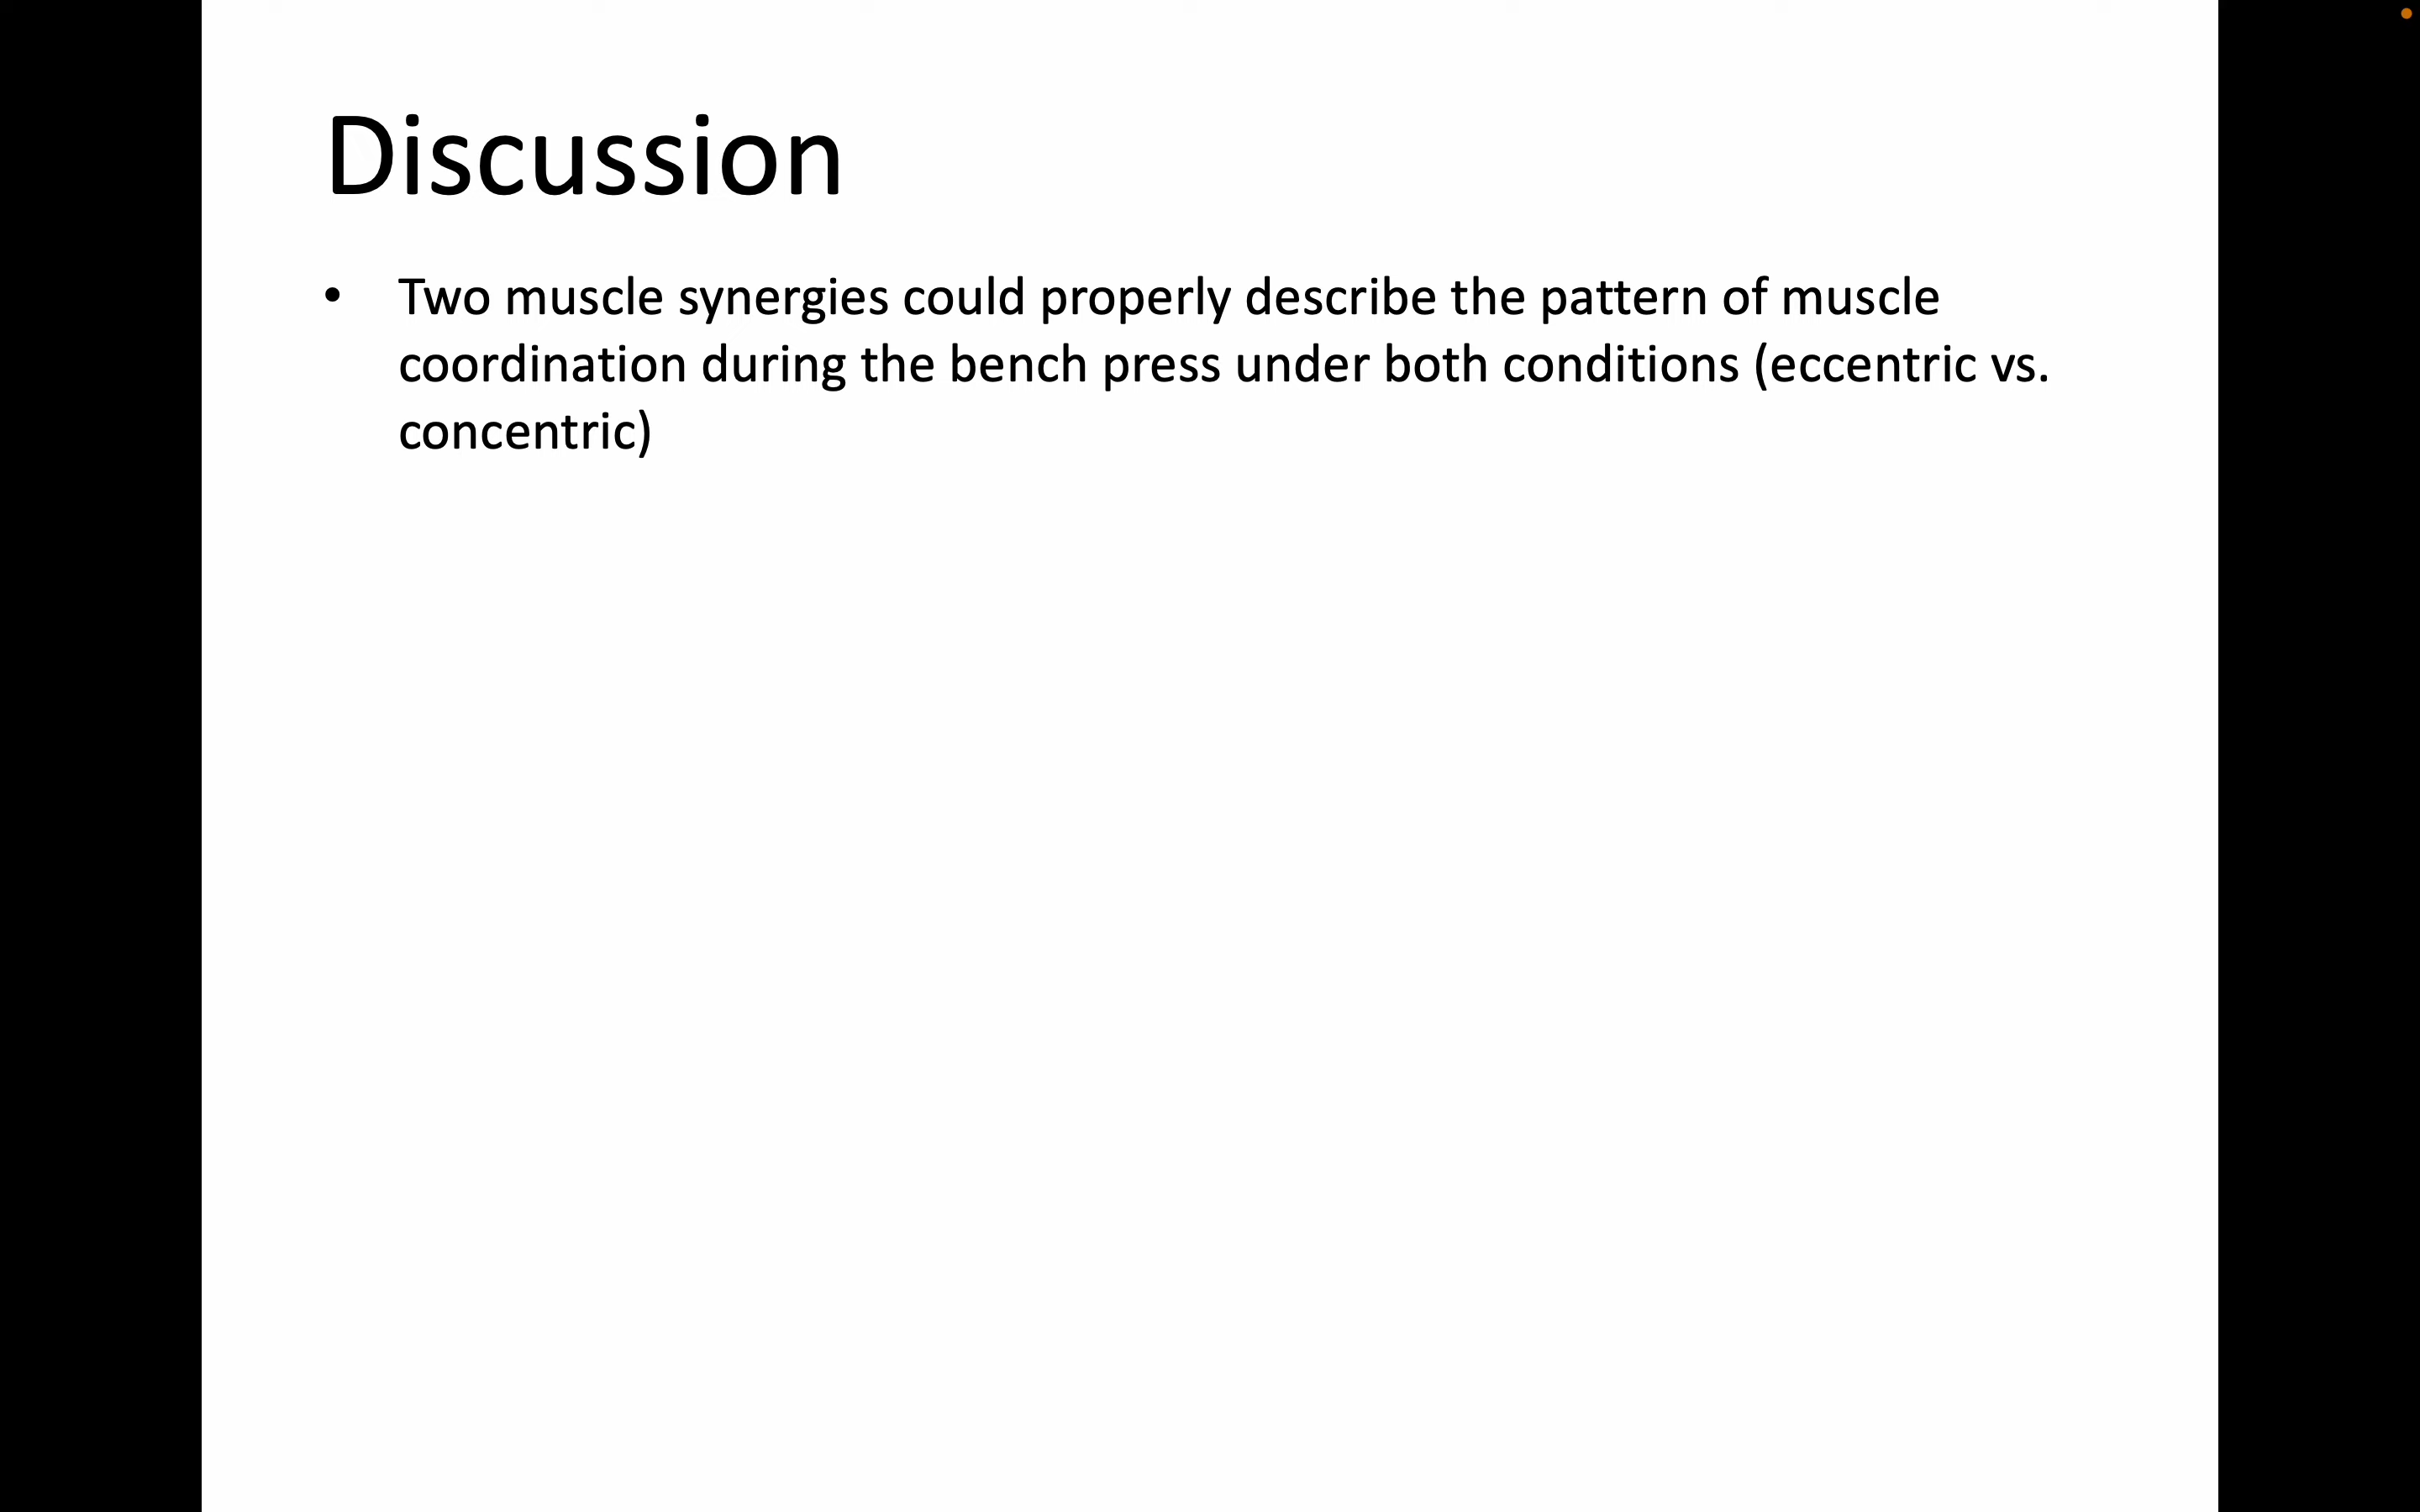 Discussion
• Two muscle synergies could properly describe the pattern of muscle
coordination during the bench press under both conditions (eccentric vs.
concentric)